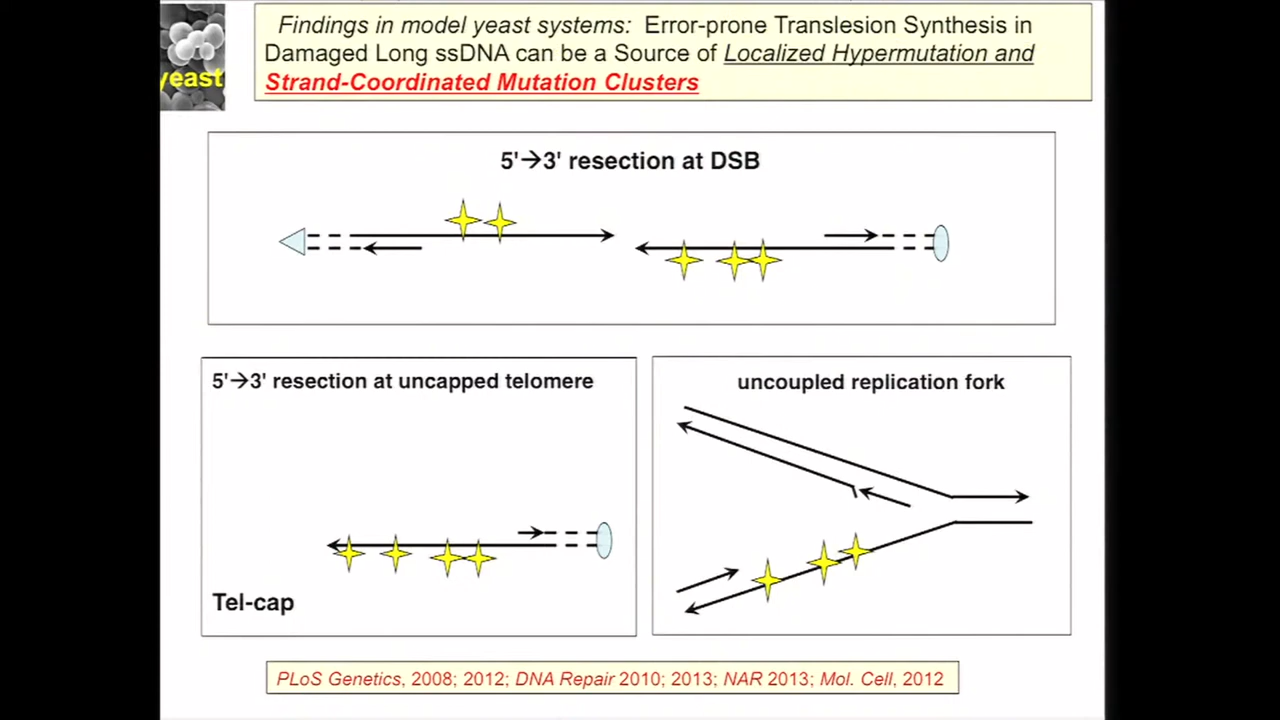 yeast
Findings in model yeast systems: Error-prone Translesion Synthesis in
Damaged Long ssDNA can be a Source of Localized Hypermutation and
Strand-Coordinated Mutation Clusters
5'→3' resection at DSB
5'→3' resection at uncapped telomere
Tel-cap
uncoupled replication fork
PLoS Genetics, 2008; 2012; DNA Repair 2010; 2013; NAR 2013; Mol. Cell, 2012